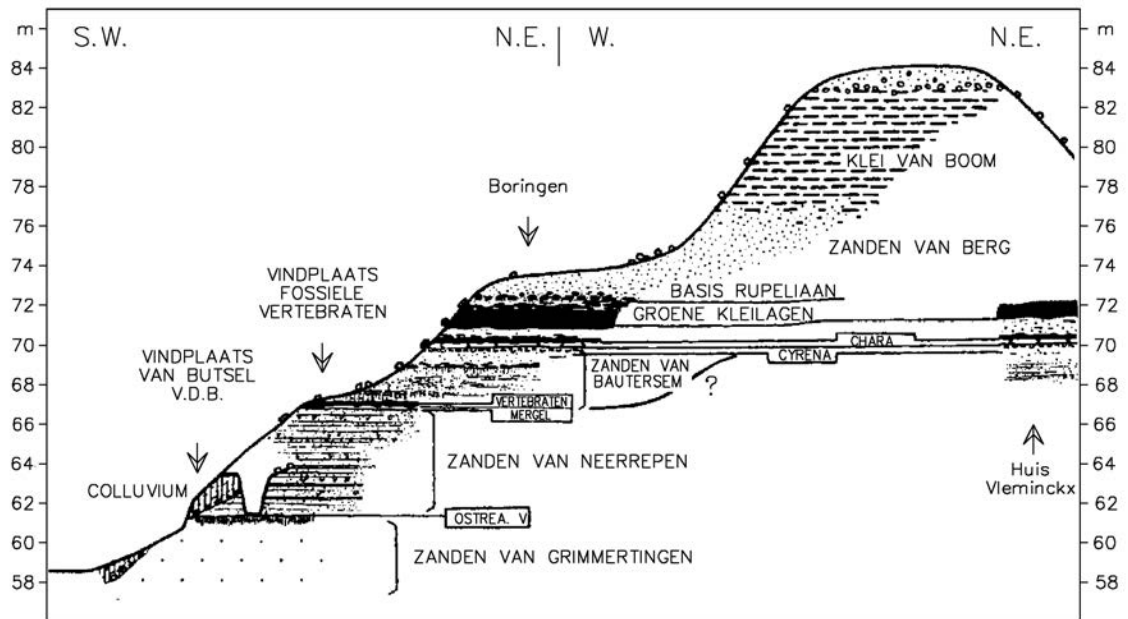 m
S.W.
N.E.
W.
N.E.
m
84
82
80
78
76
74
72
70
68
66
64
62
60
58
84
82
80
78
76
74
72
70
68
66
64
62
60
58
KLEI VAN BOOM
Boringen
ZANDEN VAN BERG
VINDPLAATS
FOSSIELE
VERTEBRATEN
BASIS RUPELIAAN
GROENE KLEILAGEN
CHARA
CYRENA
VINDPLAATS
VAN BUTSEL
V.D.B.
ZANDEN VAN
BAUTERSEM
?
VERTEBRATEN
MERGEL
ZANDEN VAN NEERREPEN
COLLUVIUM
Huis
Vleminckx
OSTREA. V
ZANDEN VAN GRIMMERTINGEN